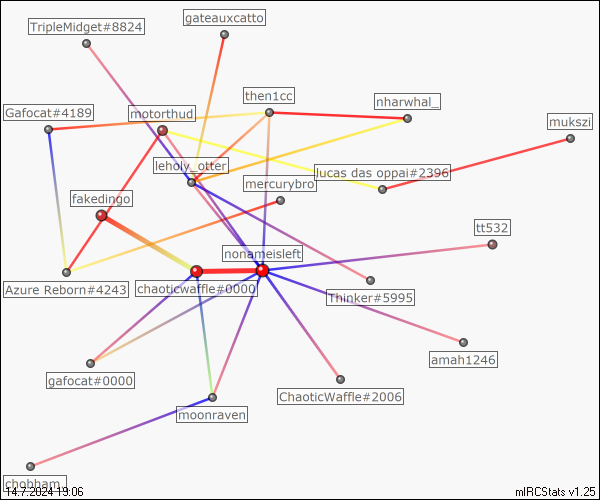 gateauxcatto
TripleMidget#8824
then1cc
nharwhal_
Gafocat#4189
motorthud
mukszi
leholy_otter
lucas das oppai#2396
mercurybro
fakedingo
tt532
nonameisleft
Azure Reborn#4243
chaoticwaffle#0000
Thinker#5995
amah1246
gafocat#0000
ChaoticWaffle#2006
moonraven
chobham_
14.7.2024 19:06
mIRCStats v1.25